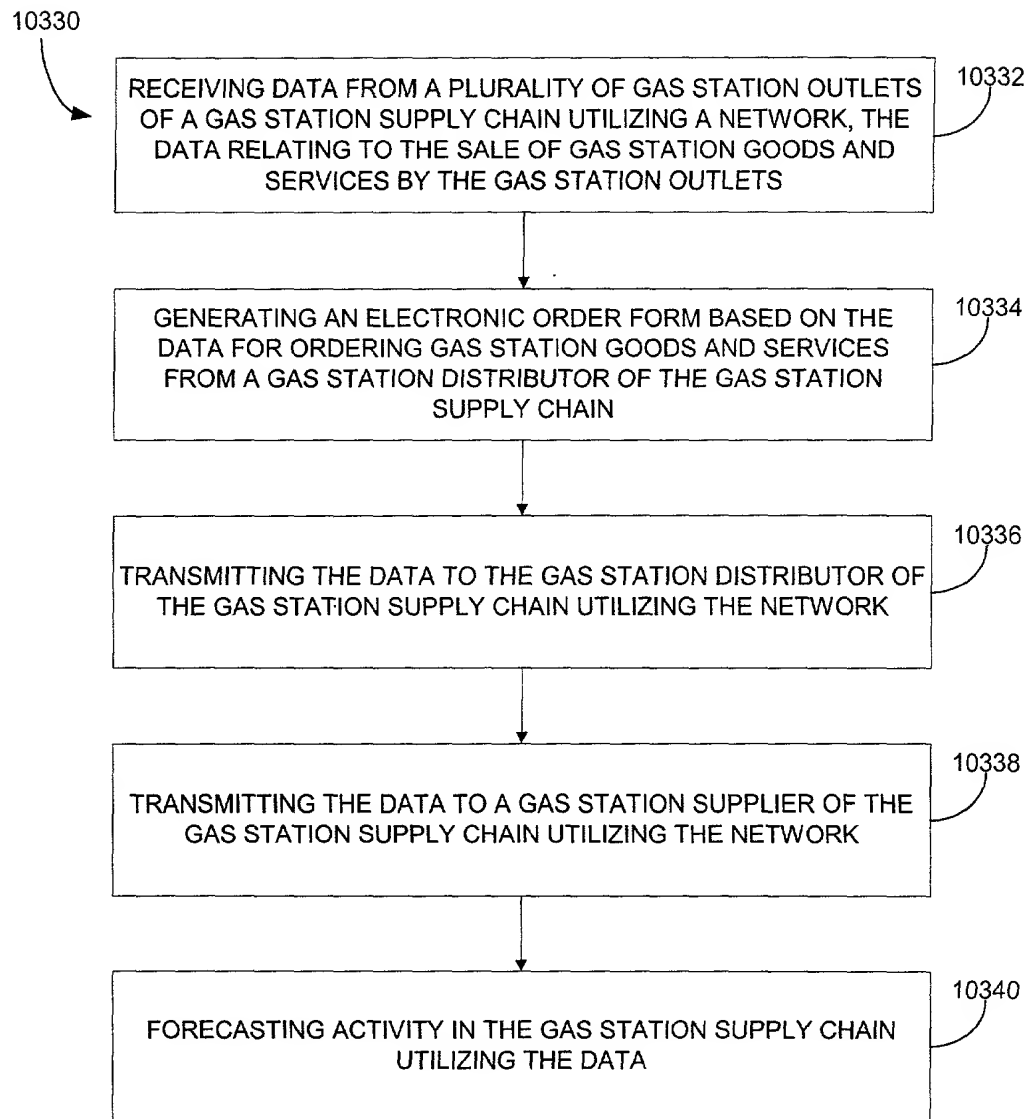 10330
10332
RECEIVING DATA FROM A PLURALITY OF GAS STATION OUTLETS
OF A GAS STATION SUPPLY CHAIN UTILIZING A NETWORK, THE
DATA RELATING TO THE SALE OF GAS STATION GOODS AND
SERVICES BY THE GAS STATION OUTLETS
10334
GENERATING AN ELECTRONIC ORDER FORM BASED ON THE
DATA FOR ORDERING GAS STATION GOODS AND SERVICES
FROM A GAS STATION DISTRIBUTOR OF THE GAS STATION
SUPPLY CHAIN
10336
TRANSMITTING THE DATA TO THE GAS STATION DISTRIBUTOR OF
THE GAS STATION SUPPLY CHAIN UTILIZING THE NETWORK
10338
TRANSMITTING THE DATA TO A GAS STATION SUPPLIER OF THE
GAS STATION SUPPLY CHAIN UTILIZING THE NETWORK
10340
FORECASTING ACTIVITY IN THE GAS STATION SUPPLY CHAIN
UTILIZING THE DATA